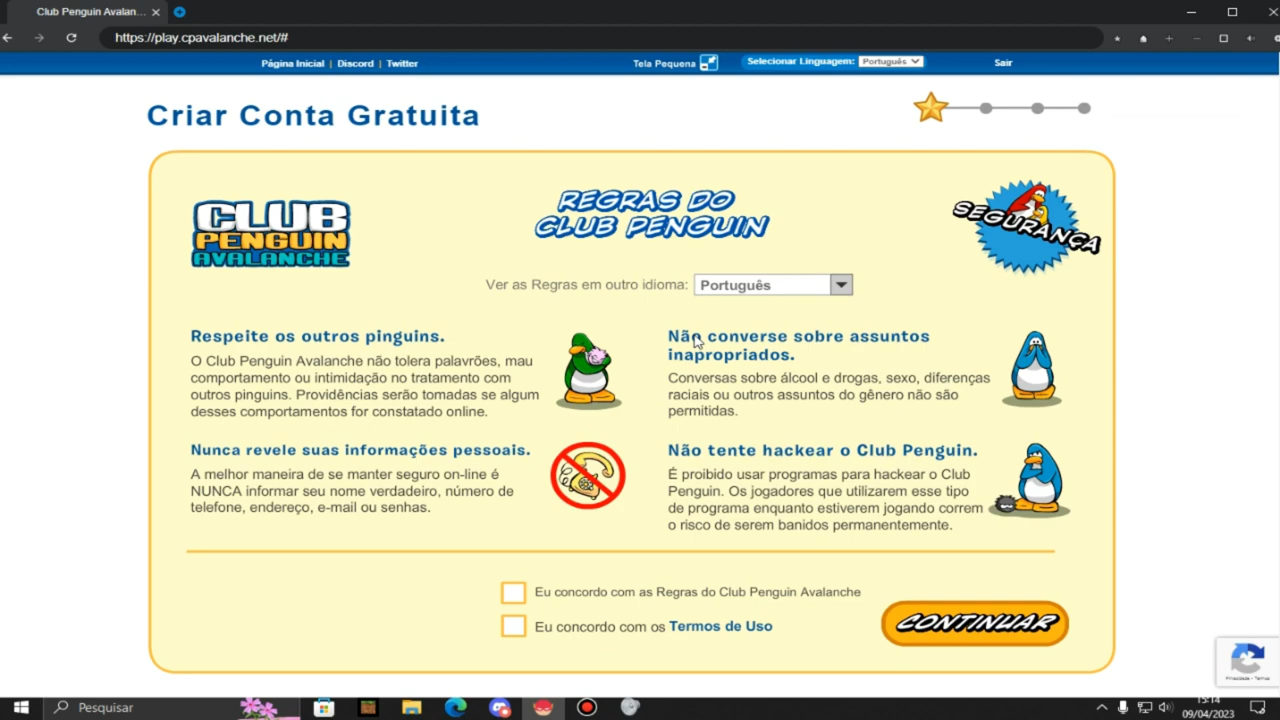 Club Penguin Avalan...
https://play.cpavalanche.net/#
Página Inicial | Discord | Twitter
Tela Pequena
Selecionar Linguagem: Português
Sair
Criar Conta Gratuita
CLUB
PENGUIN
AVALANCHE
REGRAS DO
CLUB PENGUIN
SEGURANÇA
Ver as Regras em outro idioma: Português
Respeite os outros pinguins.
O Club Penguin Avalanche não tolera palavrões, mau
comportamento ou intimidação no tratamento com
outros pinguins. Providências serão tomadas se algum
desses comportamentos for constatado online.
Não converse sobre assuntos
inapropriados.
Conversas sobre álcool e drogas, sexo, diferenças
raciais ou outros assuntos do gênero não são
permitidas.
Nunca revele suas informações pessoais.
A melhor maneira de se manter seguro on-line é
NUNCA informar seu nome verdadeiro, número de
telefone, endereço, e-mail ou senhas.
Não tente hackear o Club Penguin.
É proibido usar programas para hackear o Club
Penguin. Os jogadores que utilizarem esse tipo
de programa enquanto estiverem jogando correm
o risco de serem banidos permanentemente.
Eu concordo com as Regras do Club Penguin Avalanche
Eu concordo com os Termos de Uso
CONTINUAR
Privacidade - Termos
Pesquisar
15:14
09/04/2023